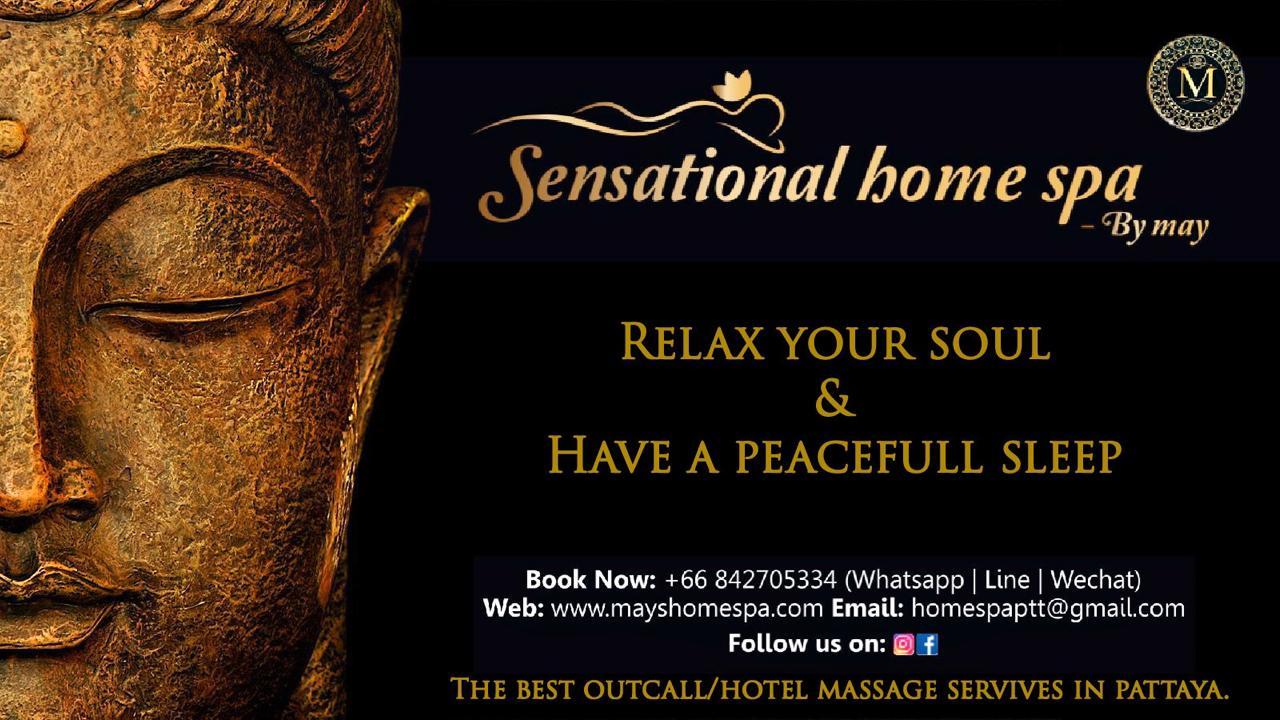 M
Sensational home spa
- By may
RELAX YOUR SOUL
&
HAVE A PEACEFULL SLEEP
Book Now: +66 842705334 (Whatsapp | Line | Wechat)
Web: www.mayshomespa.com Email: homespaptt@gmail.com
Follow us on:
THE BEST OUTCALL/HOTEL MASSAGE SERVIVES IN PATTAYA.